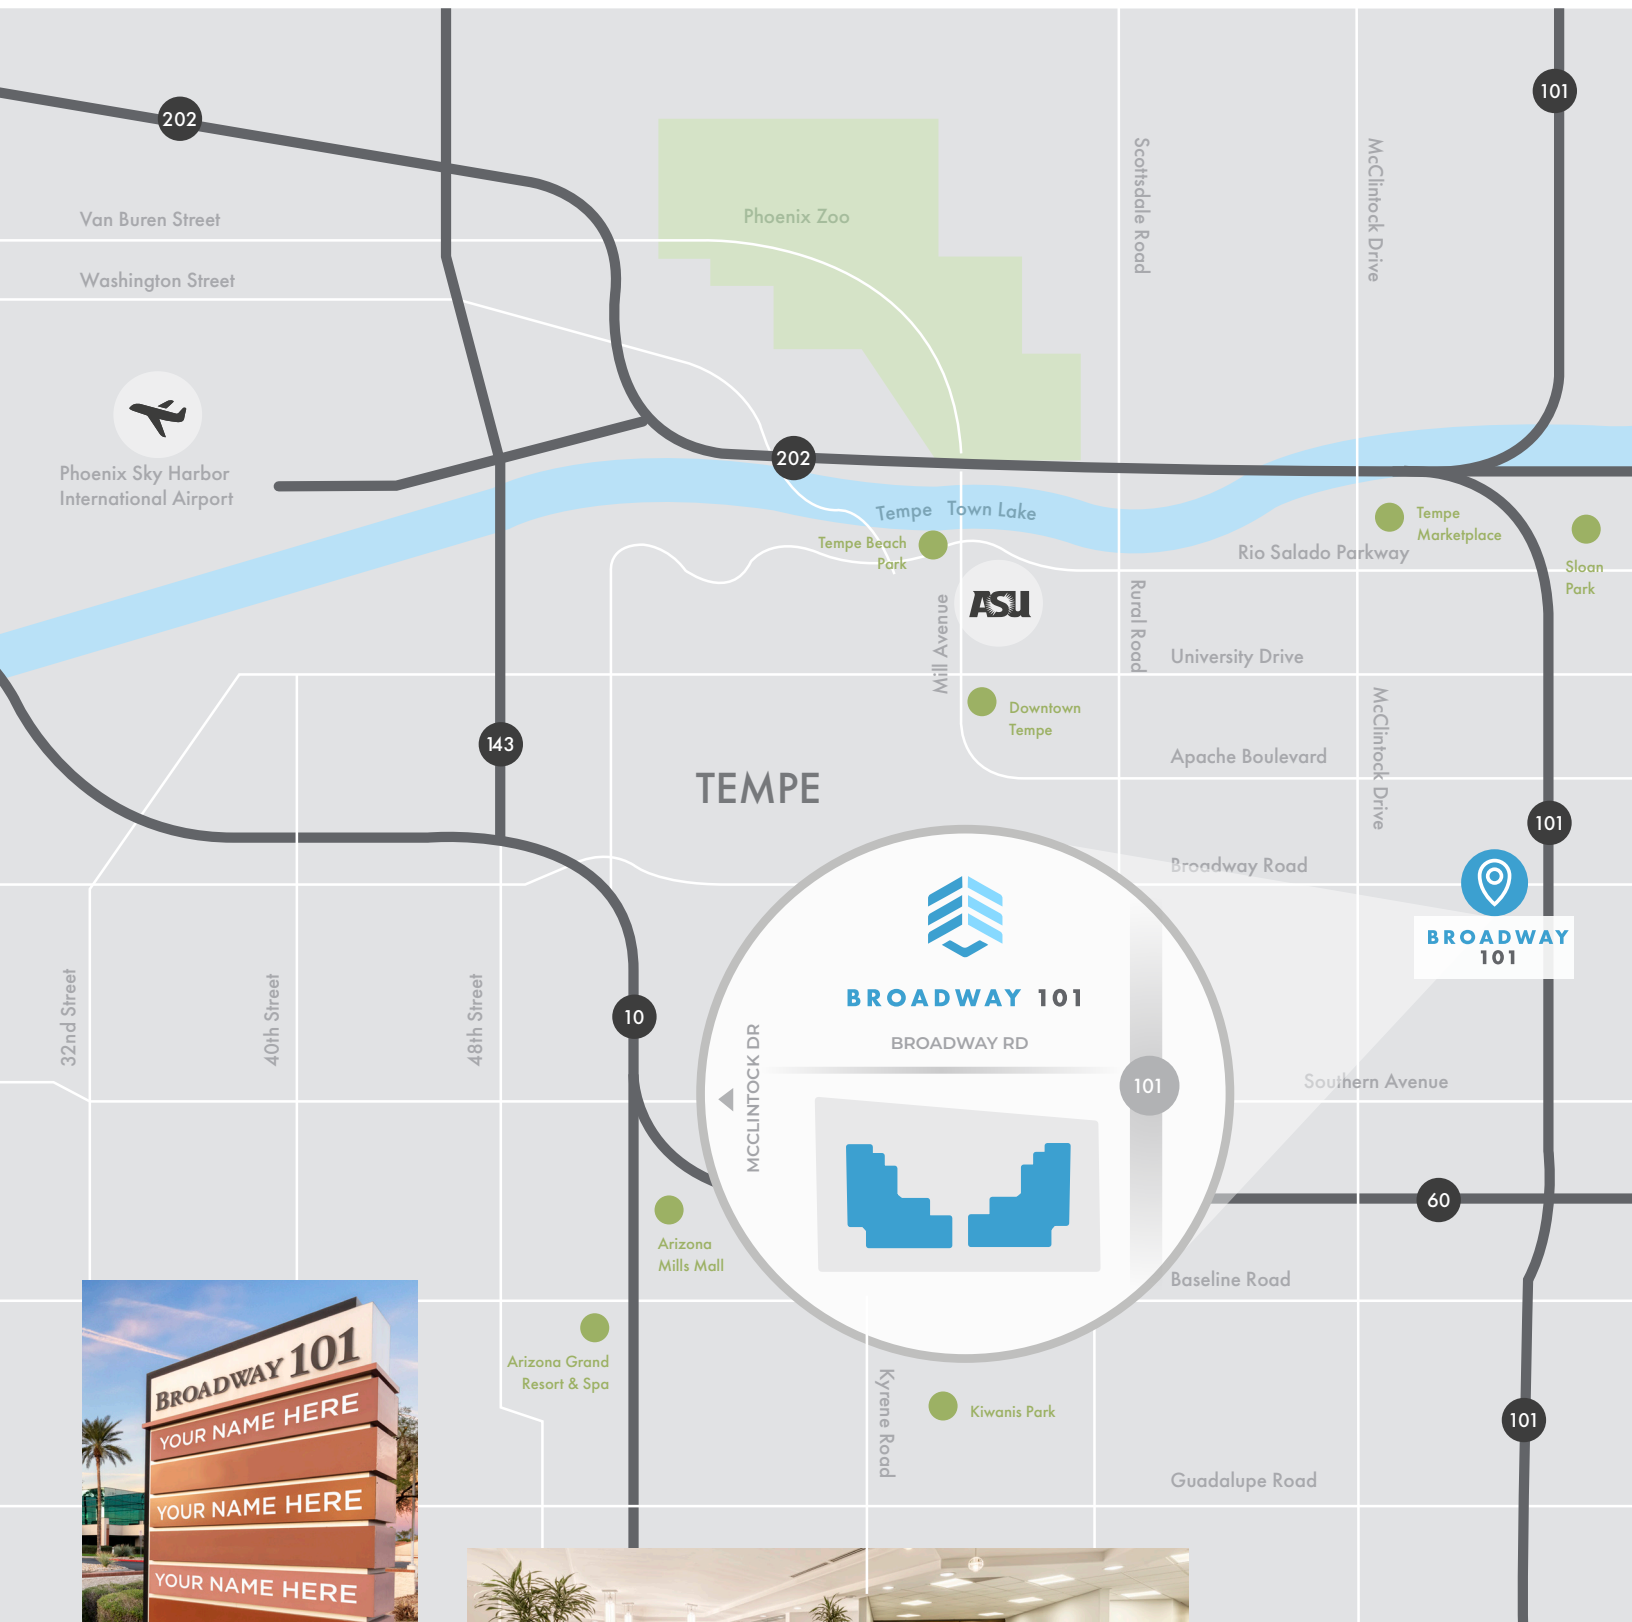 101
202
Scottsdale Road
McClintock Drive
Phoenix Zoo
Van Buren Street
Washington Street
Phoenix Sky Harbor
International Airport
202
Tempe Town Lake
Tempe
Marketplace
Tempe Beach
Park
Rio Salado Parkway
Sloan
Park
ASU
Mill Avenue
Rural Road
University Drive
Downtown
Tempe
McClintock Drive
143
Apache Boulevard
TEMPE
101
Broadway Road
BROADWAY
101
32nd Street
40th Street
48th Street
10
BROADWAY 101
BROADWAY RD
MCCLINTOCK DR
101
Southern Avenue
60
Arizona
Mills Mall
Baseline Road
Arizona Grand
Resort & Spa
Kyrene Road
Kiwanis Park
101
Guadalupe Road
BROADWAY 101
YOUR NAME HERE
YOUR NAME HERE
YOUR NAME HERE